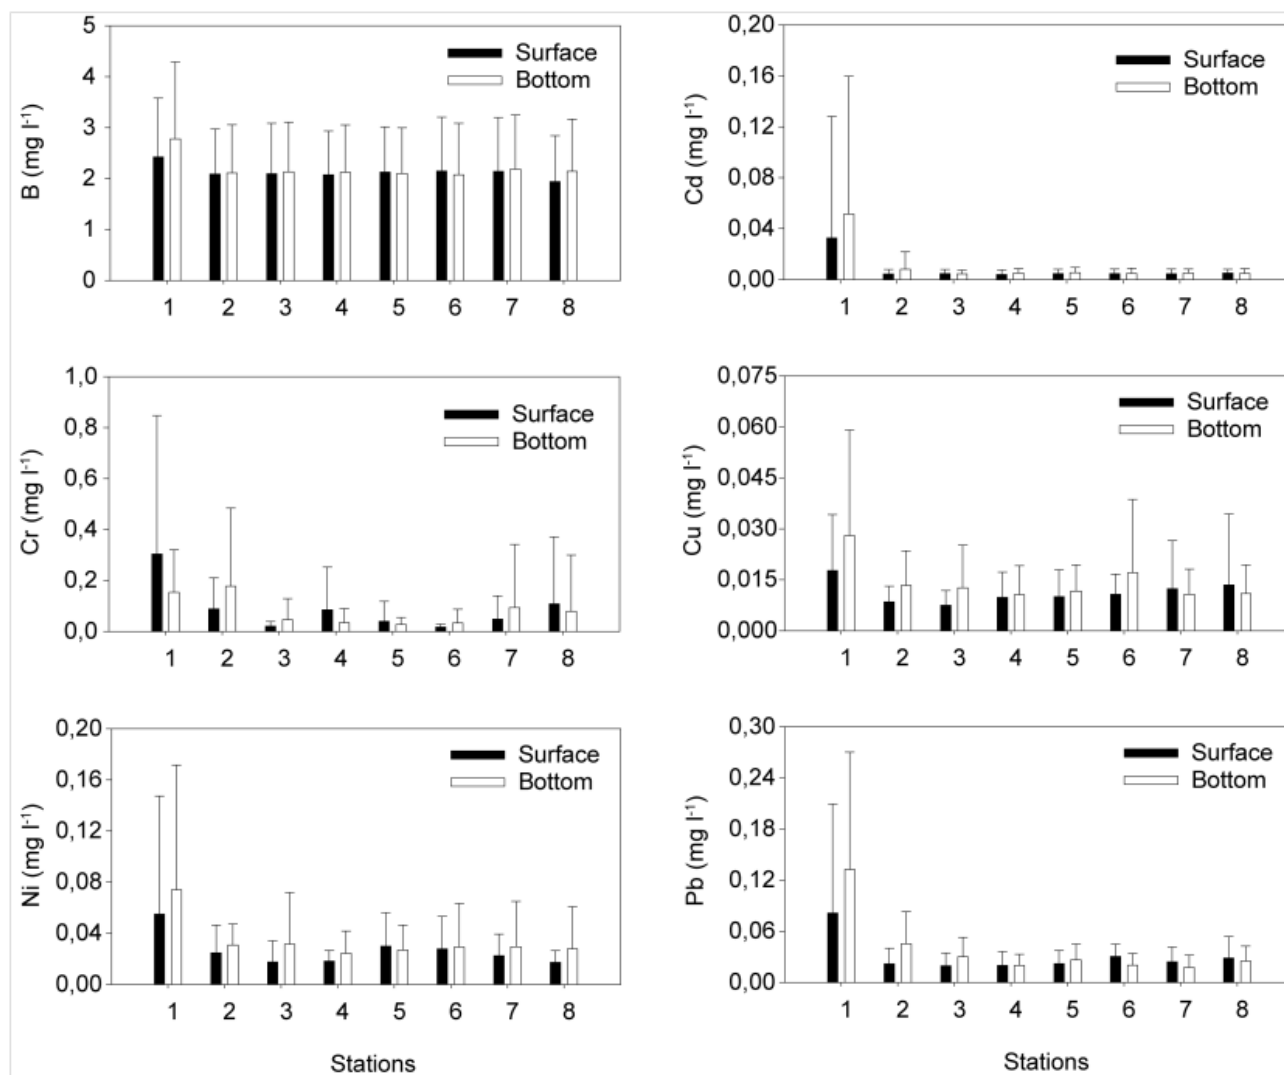 B (mg l-1)
5
4
3
2
1
0
Surface
Bottom
1 2 3 4 5 6 7 8
Cd (mg l-1)
0,20
0,16
0,12
0,08
0,04
0,00
Surface
Bottom
1 2 3 4 5 6 7 8
Cr (mg l-1)
1,0
0,8
0,6
0,4
0,2
0,0
Surface
Bottom
1 2 3 4 5 6 7 8
Cu (mg l-1)
0,075
0,060
0,045
0,030
0,015
0,000
Surface
Bottom
1 2 3 4 5 6 7 8
Ni (mg l-1)
0,20
0,16
0,12
0,08
0,04
0,00
Surface
Bottom
1 2 3 4 5 6 7 8
Stations
Pb (mg l-1)
0,30
0,24
0,18
0,12
0,06
0,00
Surface
Bottom
1 2 3 4 5 6 7 8
Stations